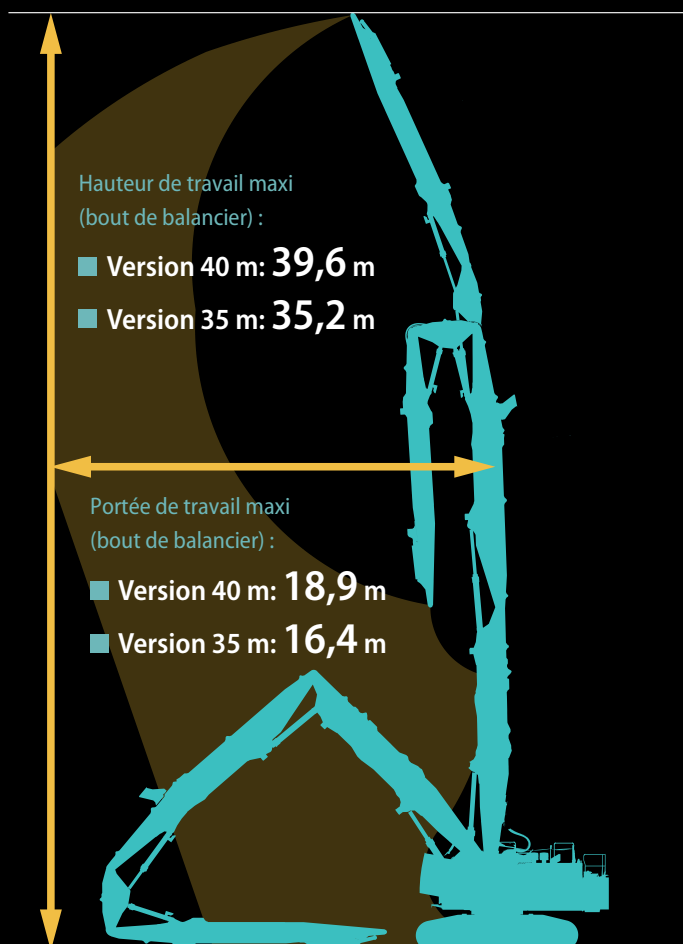 Hauteur de travail maxi
(bout de balancier) :
Version 40 m: 39,6 m
Version 35 m: 35,2 m
Portée de travail maxi
(bout de balancier) :
Version 40 m: 18,9 m
Version 35 m: 16,4 m